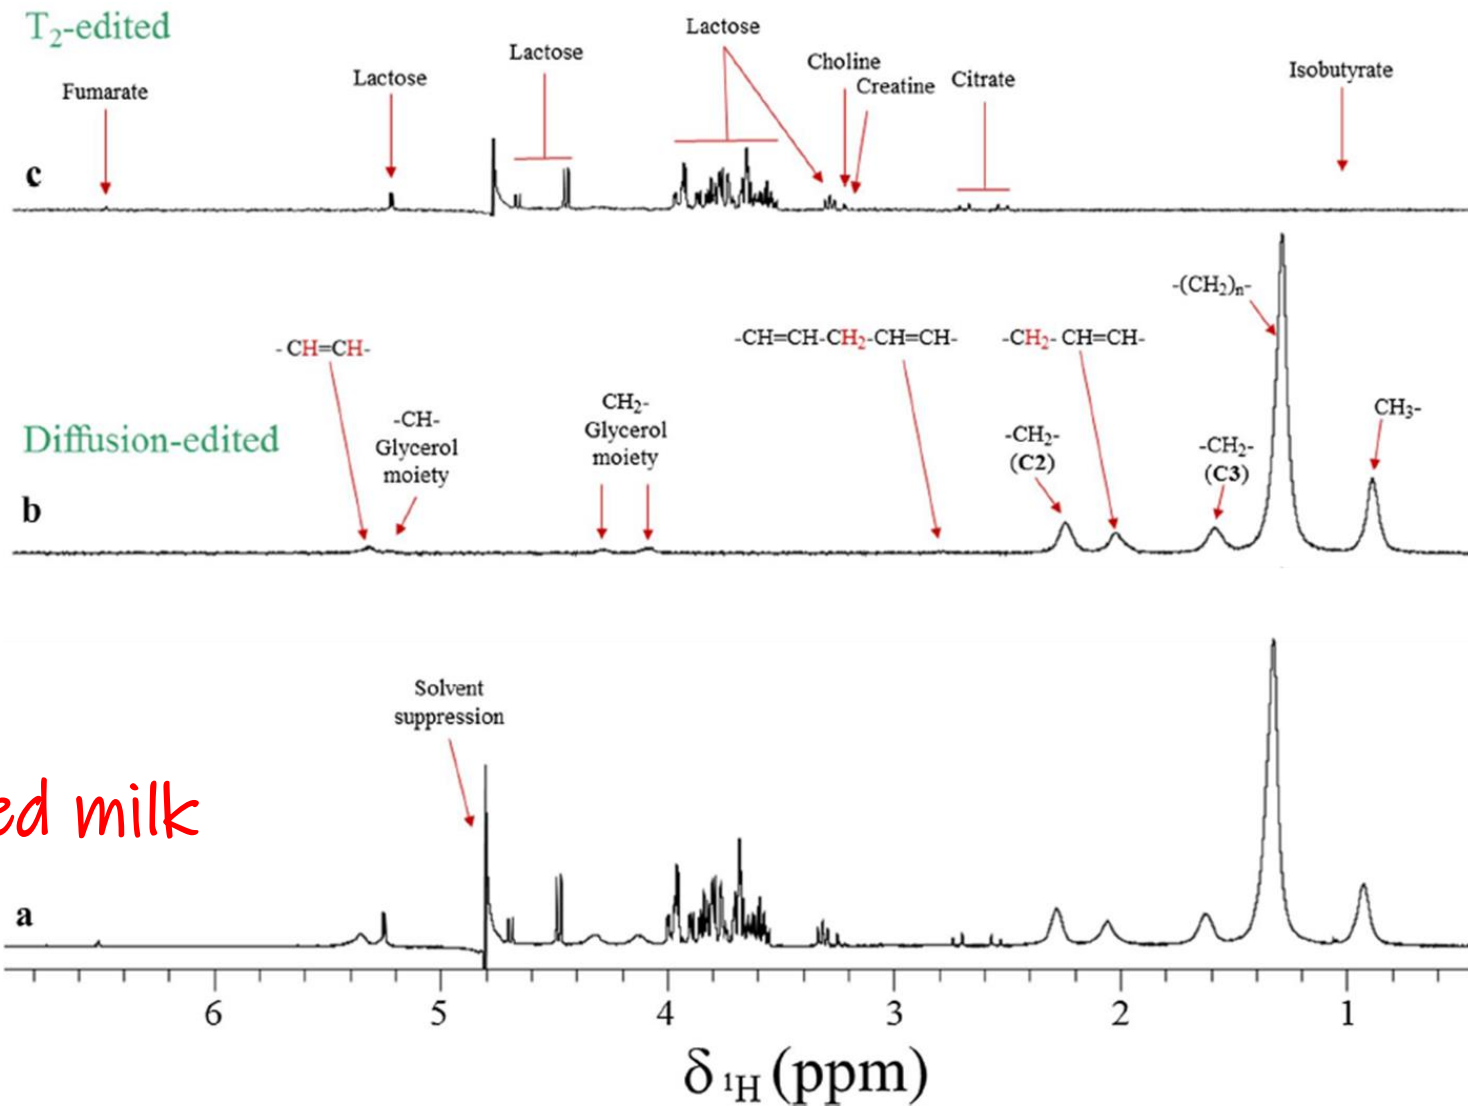 T₂-edited
Fumarate
Lactose
Lactose
Lactose
Choline
Creatine
Citrate
Isobutyrate
c
-CH=CH-
-CH-
Glycerol
moiety
CH₂-
Glycerol
moiety
-CH=CH-CH₂-CH=CH-
-CH₂-CH=CH-
-(CH₂)ₙ-
-CH₂-
(C2)
-CH₂-
(C3)
CH₃-
Diffusion-edited
b
Solvent
suppression
ed milk
a
6 5 4 3 2 1
δ ¹H (ppm)